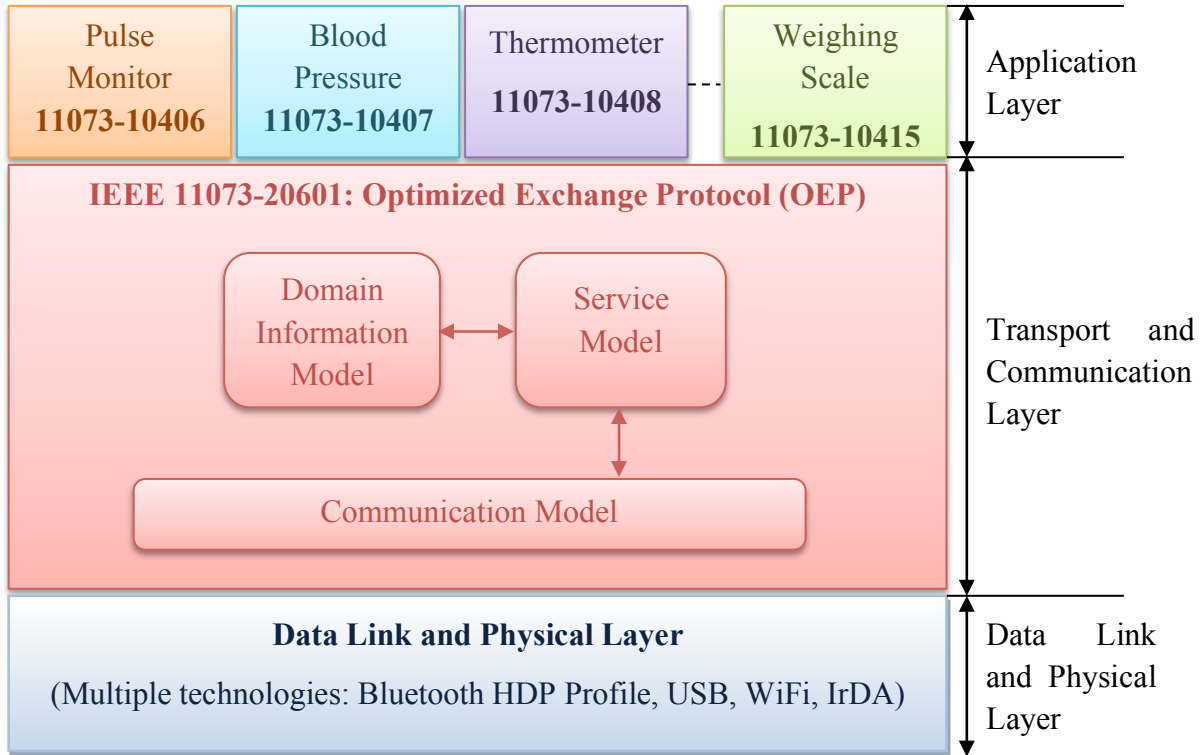 Pulse
Monitor
11073-10406
Blood
Pressure
11073-10407
Thermometer
11073-10408
Weighing
Scale
11073-10415
Application
Layer
IEEE 11073-20601: Optimized Exchange Protocol (OEP)
Domain
Information
Model
Service
Model
Communication Model
Transport and
Communication
Layer
Data Link and Physical Layer
(Multiple technologies: Bluetooth HDP Profile, USB, WiFi, IrDA)
Data Link
and Physical
Layer